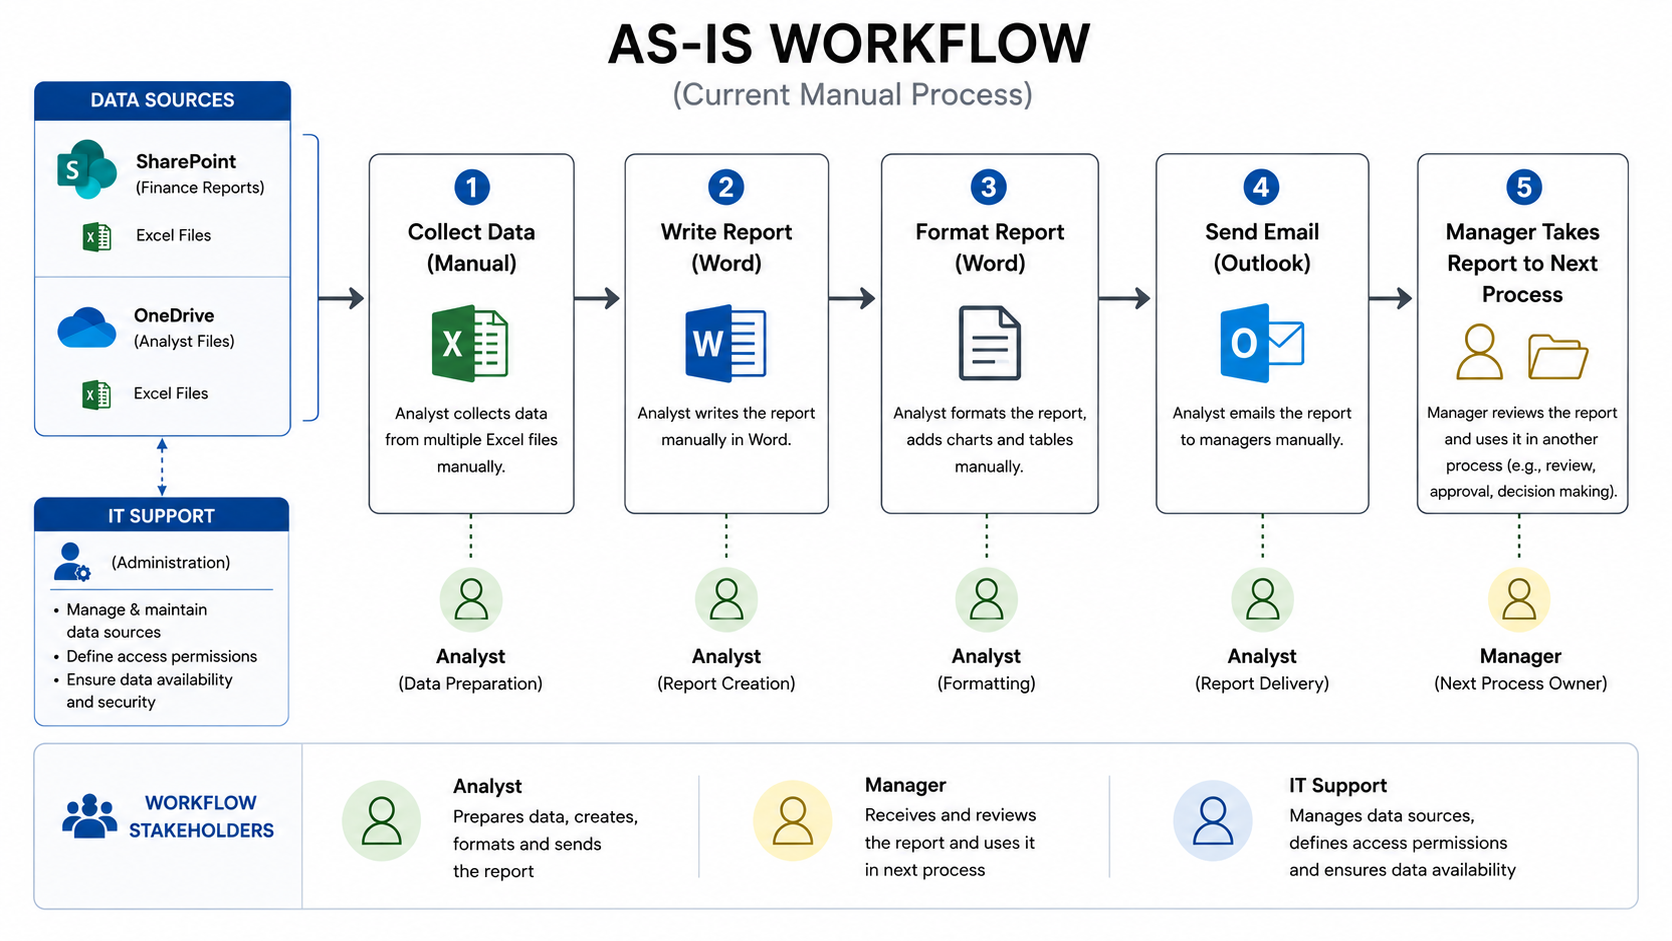 AS-IS WORKFLOW
(Current Manual Process)
DATA SOURCES
S
SharePoint
(Finance Reports)
X
Excel Files
OneDrive
(Analyst Files)
X
Excel Files
IT SUPPORT
(Administration)
• Manage & maintain
data sources
• Define access permissions
• Ensure data availability
and security
1
Collect Data
(Manual)
X
Analyst collects data
from multiple Excel files
manually.
Analyst
(Data Preparation)
2
Write Report
(Word)
W
Analyst writes the report
manually in Word.
Analyst
(Report Creation)
3
Format Report
(Word)
Analyst formats the report,
adds charts and tables
manually.
Analyst
(Formatting)
4
Send Email
(Outlook)
O
Analyst emails the report
to managers manually.
Analyst
(Report Delivery)
5
Manager Takes
Report to Next
Process
Manager reviews the report
and uses it in another
process (e.g., review,
approval, decision making).
Manager
(Next Process Owner)
WORKFLOW
STAKEHOLDERS
Analyst
Prepares data, creates,
formats and sends
the report
Manager
Receives and reviews
the report and uses it
in next process
IT Support
Manages data sources,
defines access permissions
and ensures data availability